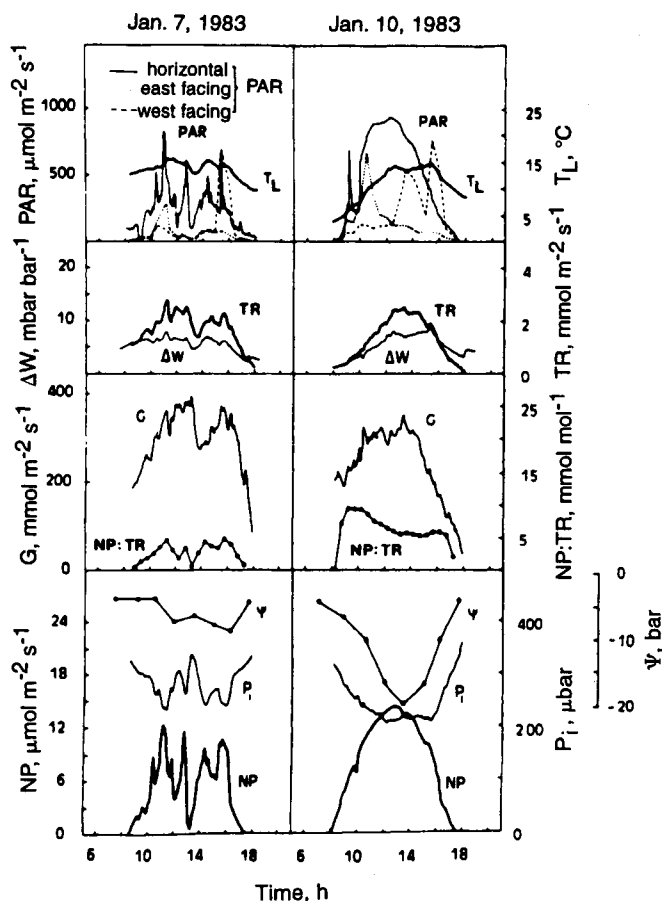 Jan. 7, 1983
Jan. 10, 1983
horizontal
east facing
west facing
PAR
PAR
T_L
PAR
T_L
1000
500
PAR, µmol m⁻² s⁻¹
25
15
5
T_L, °C
20
10
ΔW, mbar bar⁻¹
TR
ΔW
TR
ΔW
4
2
0
TR, mmol m⁻² s⁻¹
400
200
0
G, mmol m⁻² s⁻¹
G
NP:TR
G
NP:TR
25
15
5
NP:TR, mmol mol⁻¹
24
18
12
6
0
NP, µmol m⁻² s⁻¹
Ψ
P_i
NP
Ψ
P_i
NP
400
200
0
P_i, µbar
0
-10
-20
Ψ, bar
6 10 14 18 6 10 14 18
Time, h